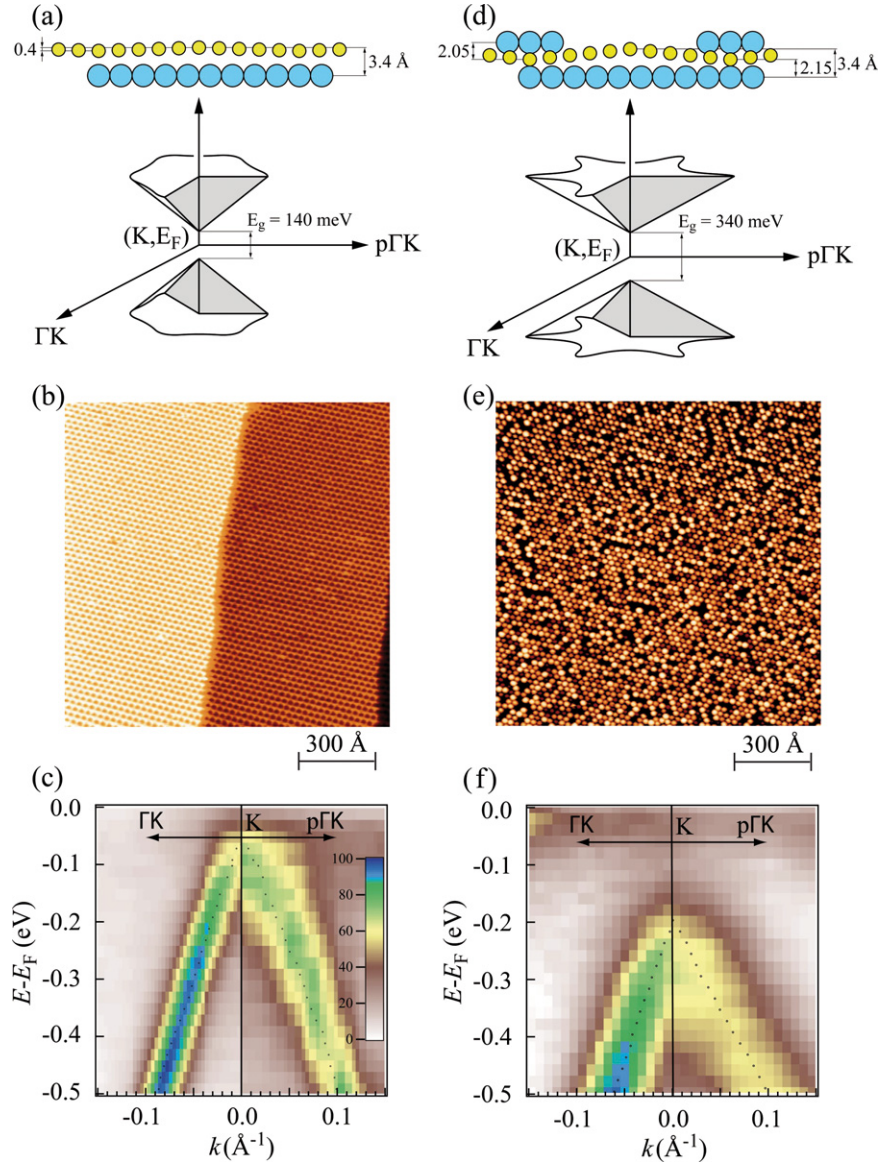 (a)
0.4
3.4 Å
E_g = 140 meV
(K,E_F)
pΓK
ΓK
(d)
2.05
2.15
3.4 Å
E_g = 340 meV
(K,E_F)
pΓK
ΓK
(b)
300 Å
(e)
300 Å
(c)
0.0
-0.1
-0.2
-0.3
-0.4
-0.5
E-E_F (eV)
ΓK
K
pΓK
100
80
60
40
20
0
-0.1
0.0
0.1
k(Å⁻¹)
(f)
0.0
-0.1
-0.2
-0.3
-0.4
-0.5
E-E_F (eV)
ΓK
K
pΓK
-0.1
0.0
0.1
k(Å⁻¹)